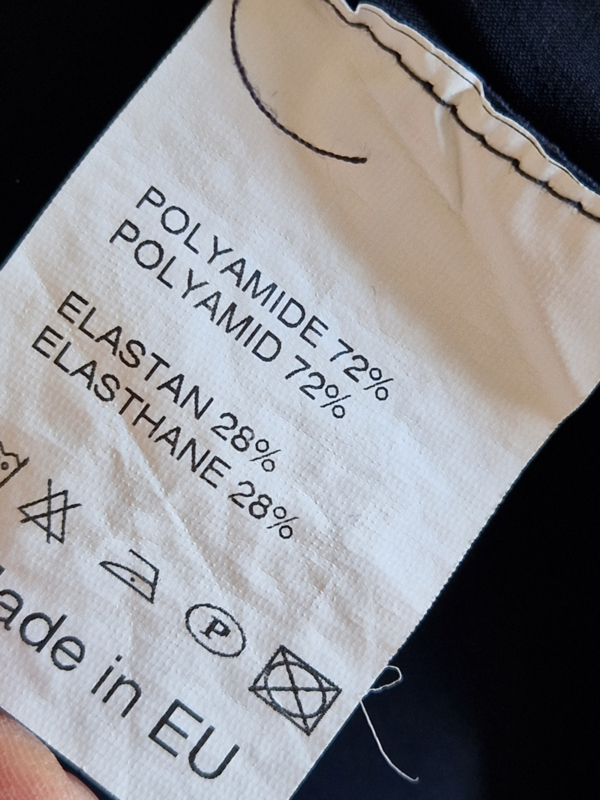 POLYAMIDE 72%
POLYAMID 72%
ELASTAN 28%
ELASTHANE 28%
P
ade in EU